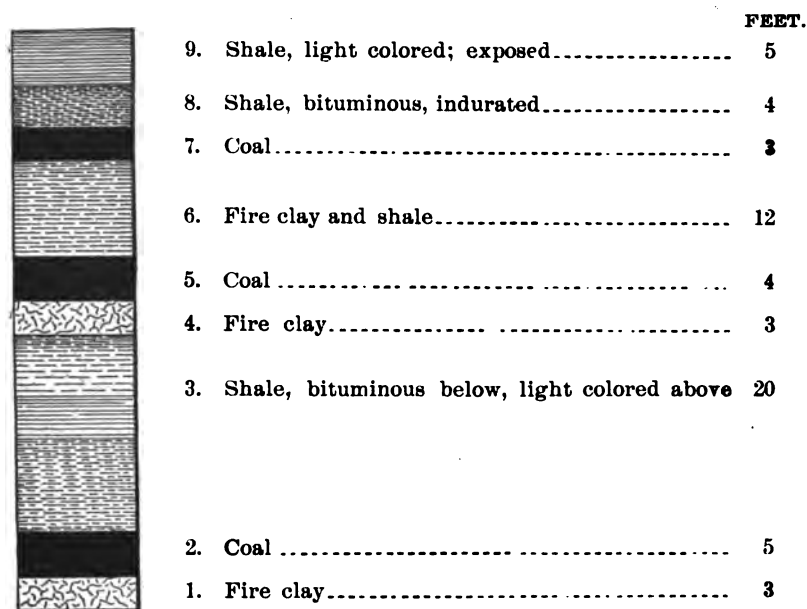 FEET.
9. Shale, light colored; exposed 5
8. Shale, bituminous, indurated 4
7. Coal 3
6. Fire clay and shale 12
5. Coal 4
4. Fire clay 3
3. Shale, bituminous below, light colored above 20
2. Coal 5
1. Fire clay 3